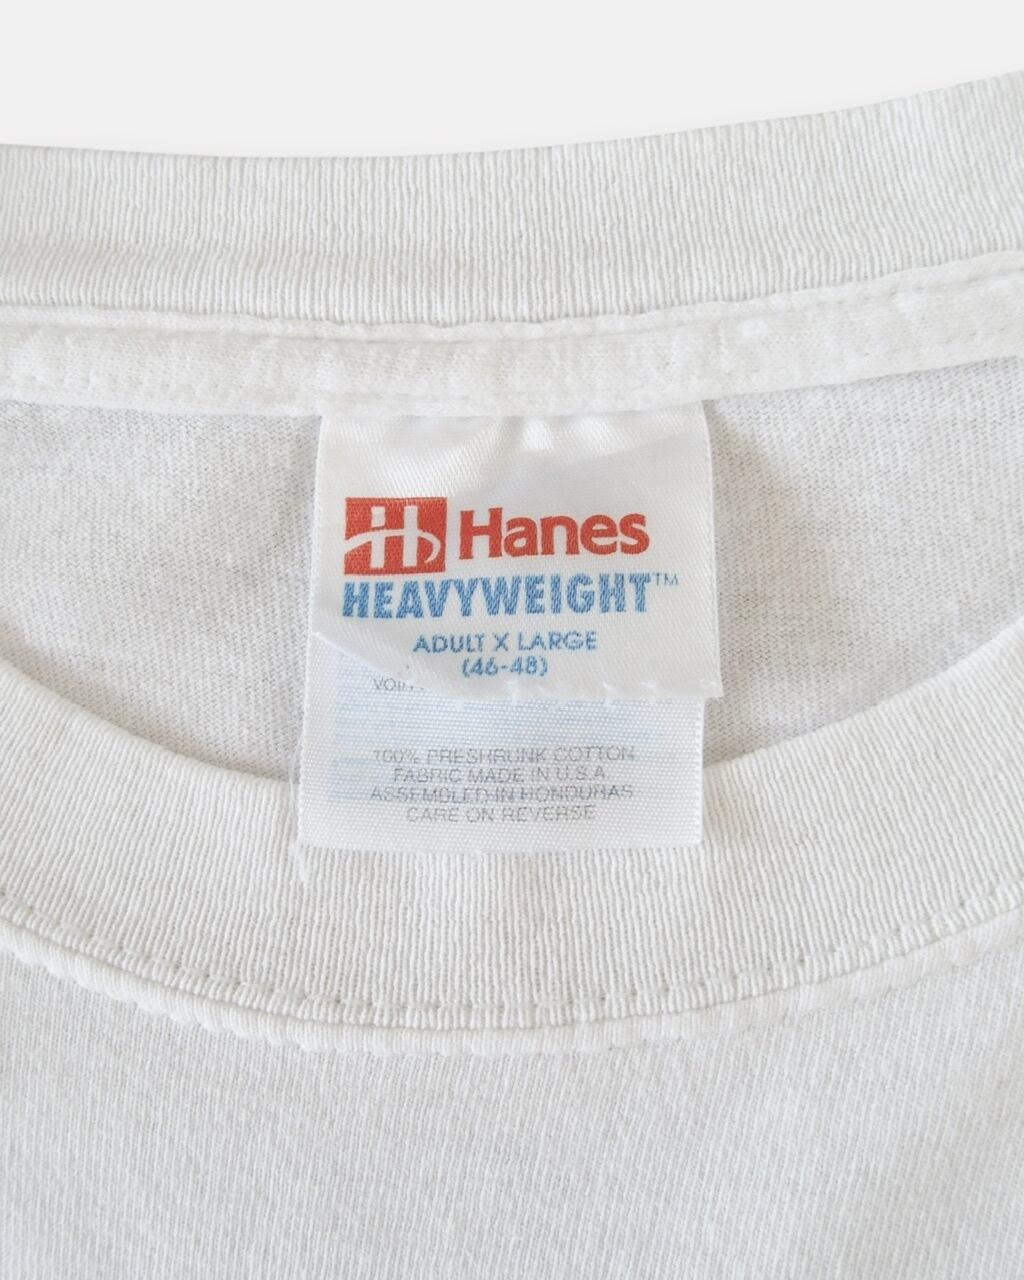 H Hanes
HEAVYWEIGHT™
ADULT X LARGE
(46-48)
100% PRESHRUNK COTTON
FABRIC MADE IN U.S.A
ASSEMBLED IN HONDURAS
CARE ON REVERSE